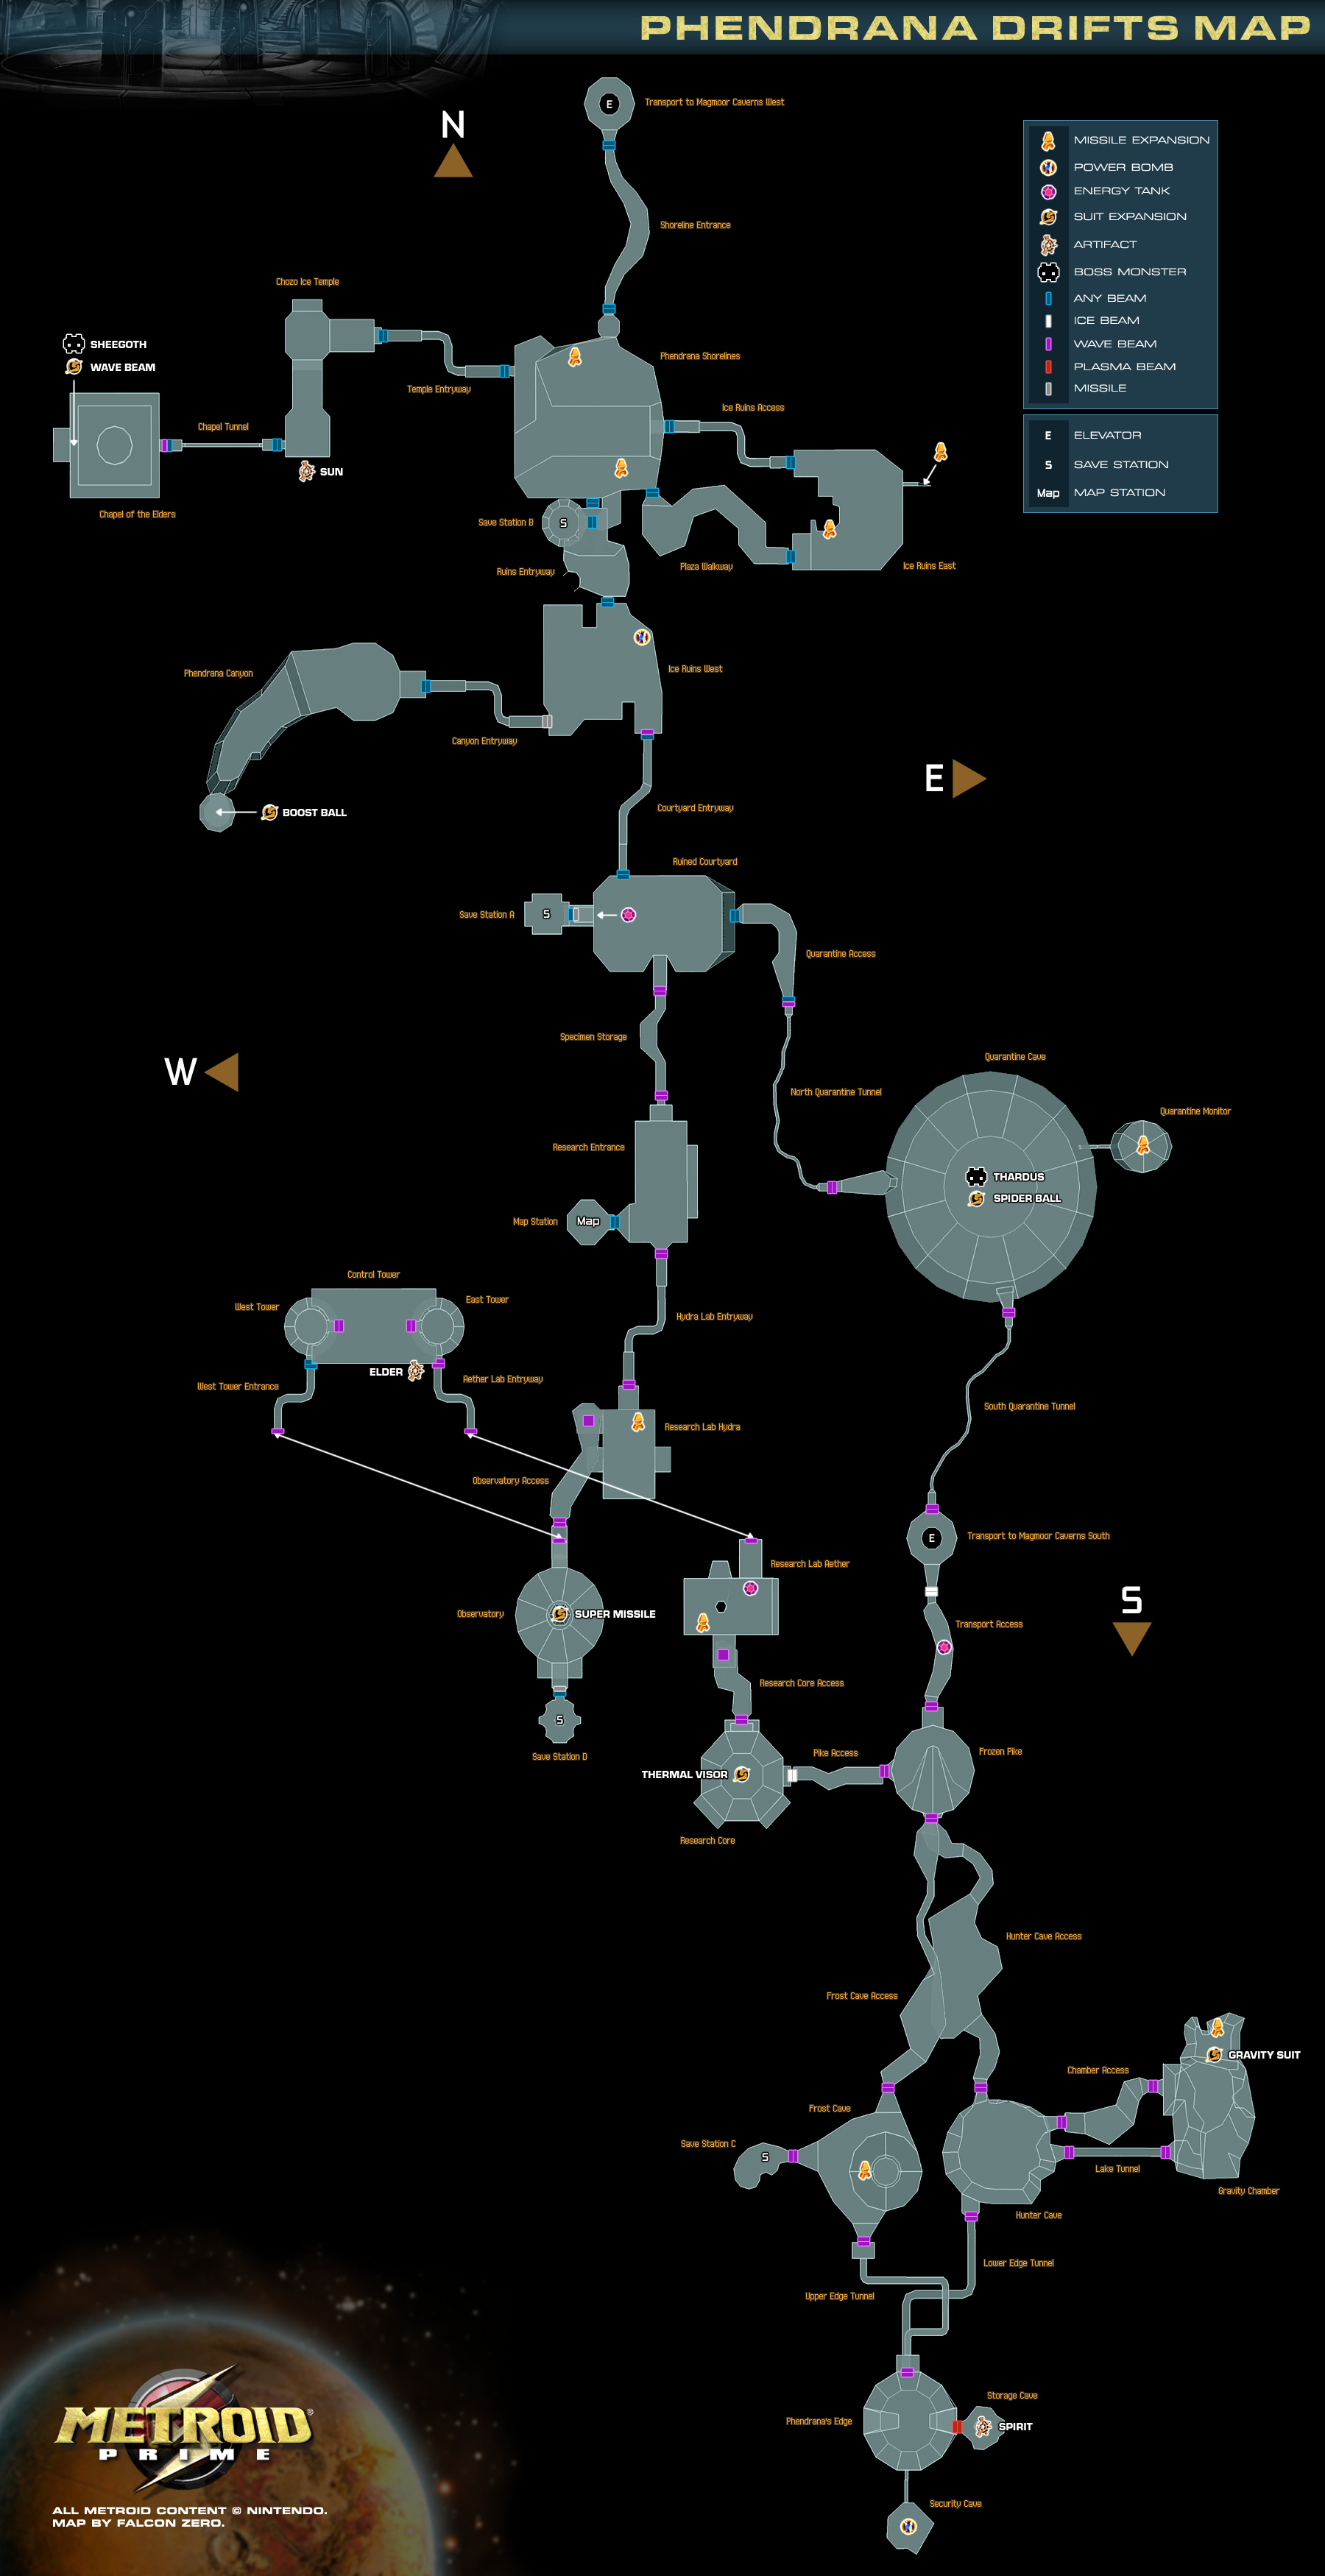 PHENDRANA DRIFTS MAP
E
Transport to Magmoor Caverns West
N
MISSILE EXPANSION
POWER BOMB
ENERGY TANK
SUIT EXPANSION
ARTIFACT
BOSS MONSTER
ANY BEAM
ICE BEAM
WAVE BEAM
PLASMA BEAM
MISSILE
E ELEVATOR
S SAVE STATION
Map MAP STATION
Shoreline Entrance
Chozo Ice Temple
SHEEGOTH
WAVE BEAM
Phendrana Shorelines
Temple Entryway
Ice Ruins Access
Chapel Tunnel
SUN
Chapel of the Elders
Save Station B
S
Ruins Entryway
Plaza Walkway
Ice Ruins East
Phendrana Canyon
Ice Ruins West
Canyon Entryway
E
BOOST BALL
Courtyard Entryway
Ruined Courtyard
Save Station A
S
Quarantine Access
Specimen Storage
W
Quarantine Cave
North Quarantine Tunnel
Quarantine Monitor
Research Entrance
THARDUS
SPIDER BALL
Map Station
Map
Control Tower
West Tower
East Tower
Hydra Lab Entryway
ELDER
West Tower Entrance
Aether Lab Entryway
South Quarantine Tunnel
Research Lab Hydra
Observatory Access
E
Transport to Magmoor Caverns South
Research Lab Aether
S
Observatory
SUPER MISSILE
Transport Access
Research Core Access
S
Save Station D
Pike Access
Frozen Pike
THERMAL VISOR
Research Core
Hunter Cave Access
Frost Cave Access
GRAVITY SUIT
Chamber Access
Frost Cave
Save Station C
S
Lake Tunnel
Gravity Chamber
Hunter Cave
Lower Edge Tunnel
Upper Edge Tunnel
Storage Cave
Phendrana's Edge
SPIRIT
Security Cave
METROID®
PRIME
ALL METROID CONTENT © NINTENDO.
MAP BY FALCON ZERO.